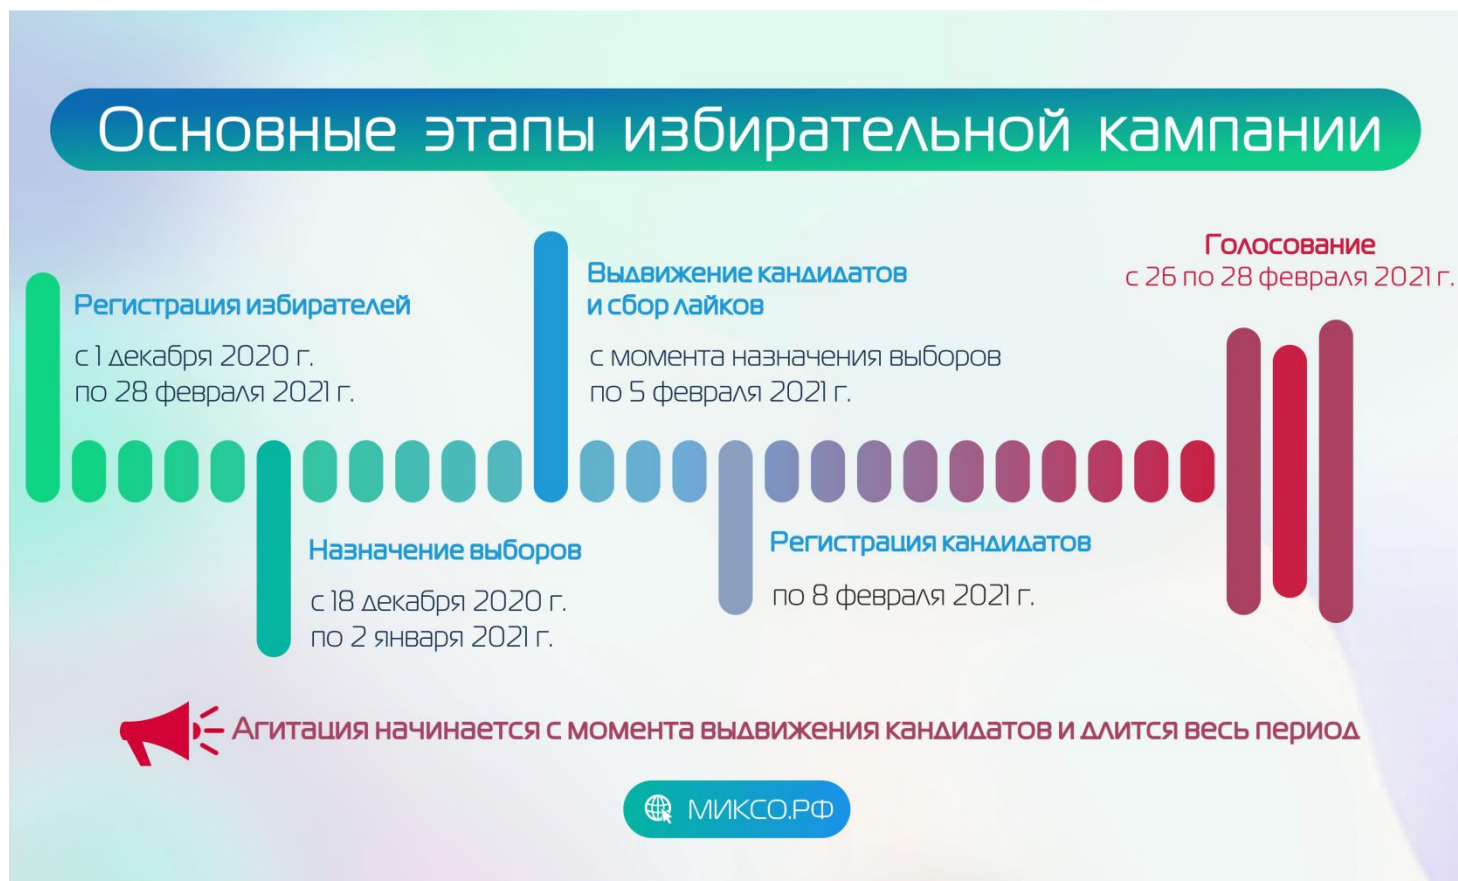 Основные этапы избирательной кампании
Регистрация избирателей
с 1 декабря 2020 г.
по 28 февраля 2021 г.
Назначение выборов
с 18 декабря 2020 г.
по 2 января 2021 г.
Выдвижение кандидатов
и сбор лайков
с момента назначения выборов
по 5 февраля 2021 г.
Регистрация кандидатов
по 8 февраля 2021 г.
Голосование
с 26 по 28 февраля 2021 г.
Агитация начинается с момента выдвижения кандидатов и длится весь период
МИКСО.РФ